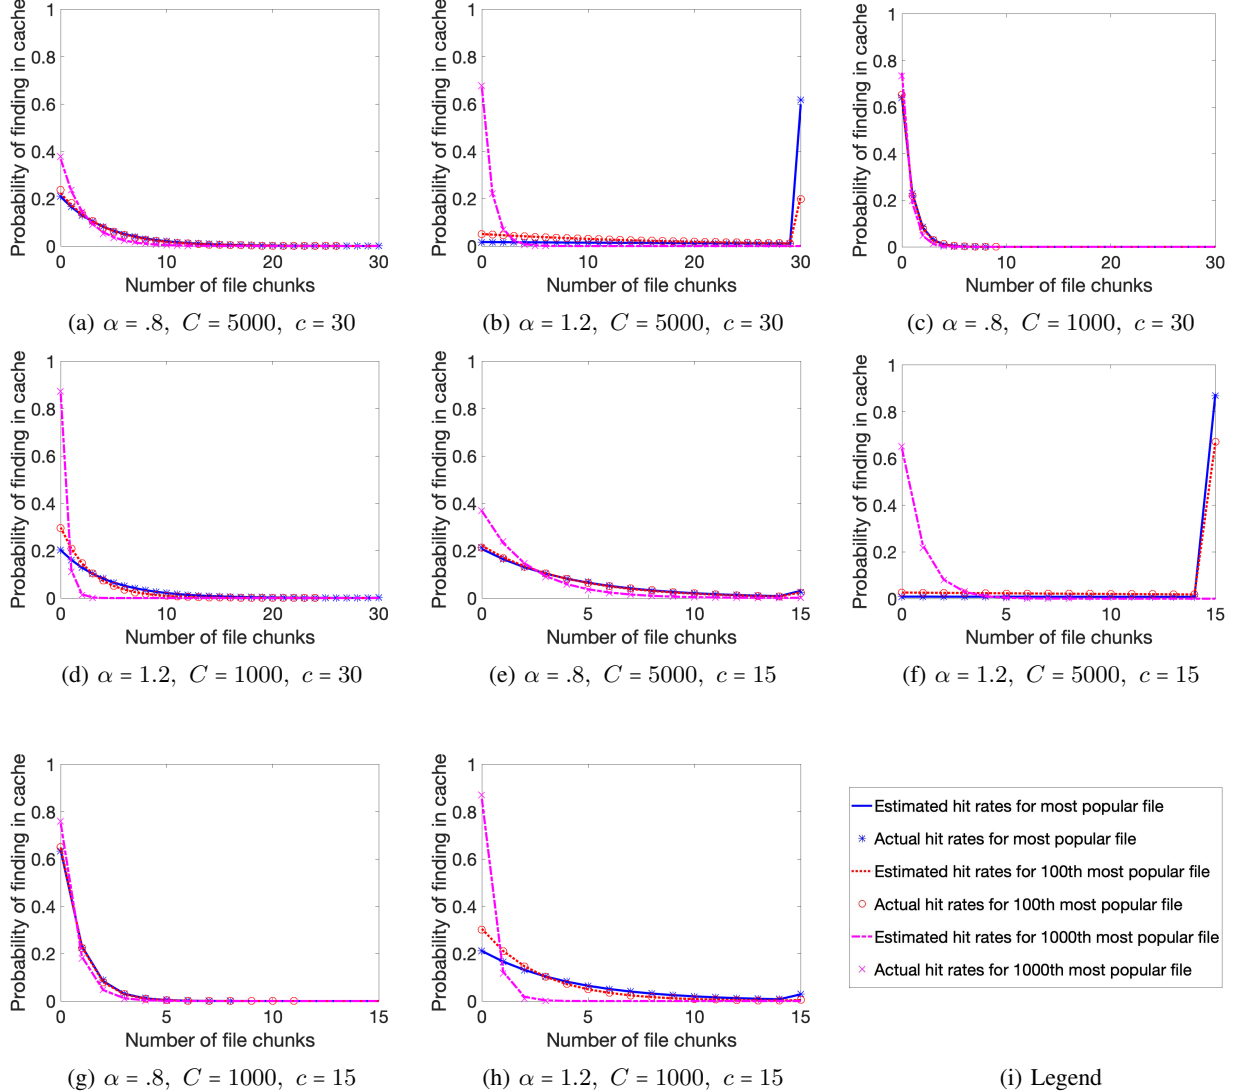 Probability of finding in cache
1
0.8
0.6
0.4
0.2
0
0 10 20 30
Number of file chunks
(a) α = .8, C = 5000, c = 30
Probability of finding in cache
1
0.8
0.6
0.4
0.2
0
0 10 20 30
Number of file chunks
(b) α = 1.2, C = 5000, c = 30
Probability of finding in cache
1
0.8
0.6
0.4
0.2
0
0 10 20 30
Number of file chunks
(c) α = .8, C = 1000, c = 30
Probability of finding in cache
1
0.8
0.6
0.4
0.2
0
0 10 20 30
Number of file chunks
(d) α = 1.2, C = 1000, c = 30
Probability of finding in cache
1
0.8
0.6
0.4
0.2
0
0 5 10 15
Number of file chunks
(e) α = .8, C = 5000, c = 15
Probability of finding in cache
1
0.8
0.6
0.4
0.2
0
0 5 10 15
Number of file chunks
(f) α = 1.2, C = 5000, c = 15
Probability of finding in cache
1
0.8
0.6
0.4
0.2
0
0 5 10 15
Number of file chunks
(g) α = .8, C = 1000, c = 15
Probability of finding in cache
1
0.8
0.6
0.4
0.2
0
0 5 10 15
Number of file chunks
(h) α = 1.2, C = 1000, c = 15
Estimated hit rates for most popular file
Actual hit rates for most popular file
Estimated hit rates for 100th most popular file
Actual hit rates for 100th most popular file
Estimated hit rates for 1000th most popular file
Actual hit rates for 1000th most popular file
(i) Legend